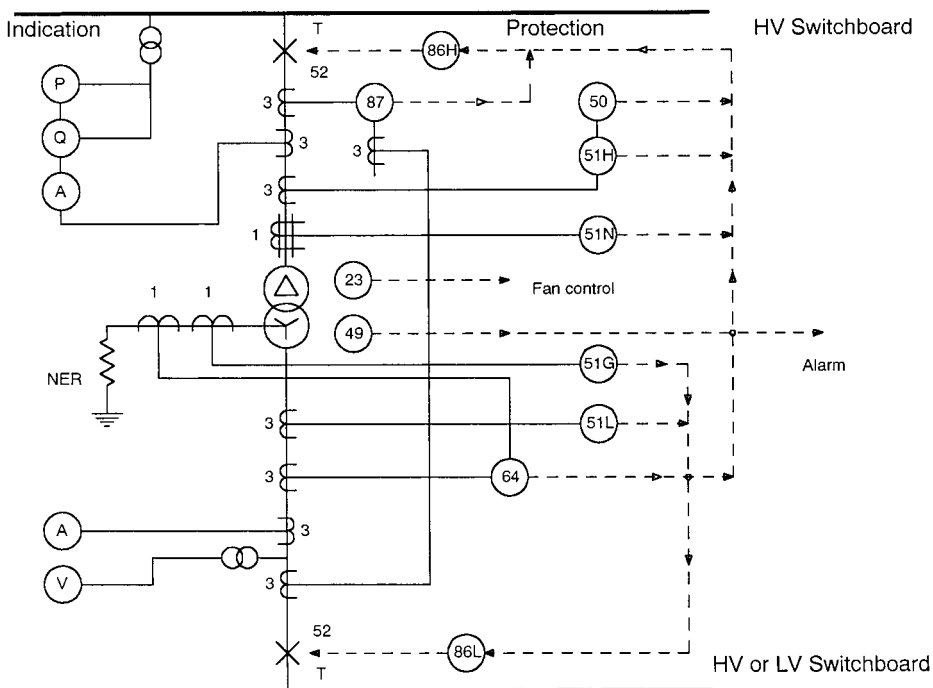 Indication
T
Protection
HV Switchboard
86H
52
P
3
87
50
Q
3
3
51H
A
3
1
51N
23
Fan control
1
1
49
NER
51G
Alarm
3
51L
3
64
A
3
V
3
52
86L
T
HV or LV Switchboard